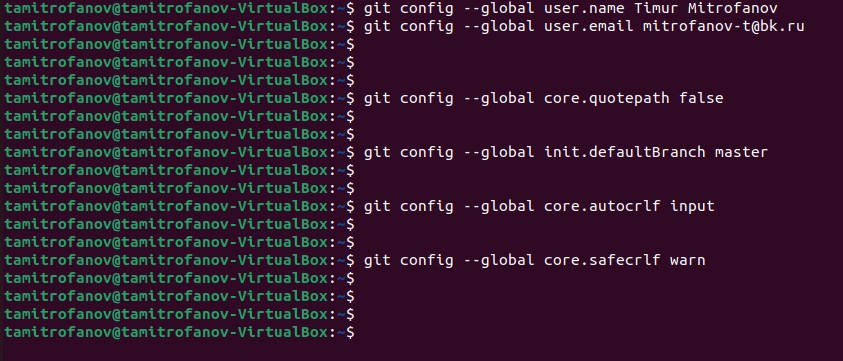 tamitrofanov@tamitrofanov-VirtualBox:~$ git config --global user.name Timur Mitrofanov
tamitrofanov@tamitrofanov-VirtualBox:~$ git config --global user.email mitrofanov-t@bk.ru
tamitrofanov@tamitrofanov-VirtualBox:~$
tamitrofanov@tamitrofanov-VirtualBox:~$
tamitrofanov@tamitrofanov-VirtualBox:~$
tamitrofanov@tamitrofanov-VirtualBox:~$ git config --global core.quotepath false
tamitrofanov@tamitrofanov-VirtualBox:~$
tamitrofanov@tamitrofanov-VirtualBox:~$
tamitrofanov@tamitrofanov-VirtualBox:~$ git config --global init.defaultBranch master
tamitrofanov@tamitrofanov-VirtualBox:~$
tamitrofanov@tamitrofanov-VirtualBox:~$
tamitrofanov@tamitrofanov-VirtualBox:~$ git config --global core.autocrlf input
tamitrofanov@tamitrofanov-VirtualBox:~$
tamitrofanov@tamitrofanov-VirtualBox:~$
tamitrofanov@tamitrofanov-VirtualBox:~$ git config --global core.safecrlf warn
tamitrofanov@tamitrofanov-VirtualBox:~$
tamitrofanov@tamitrofanov-VirtualBox:~$
tamitrofanov@tamitrofanov-VirtualBox:~$
tamitrofanov@tamitrofanov-VirtualBox:~$